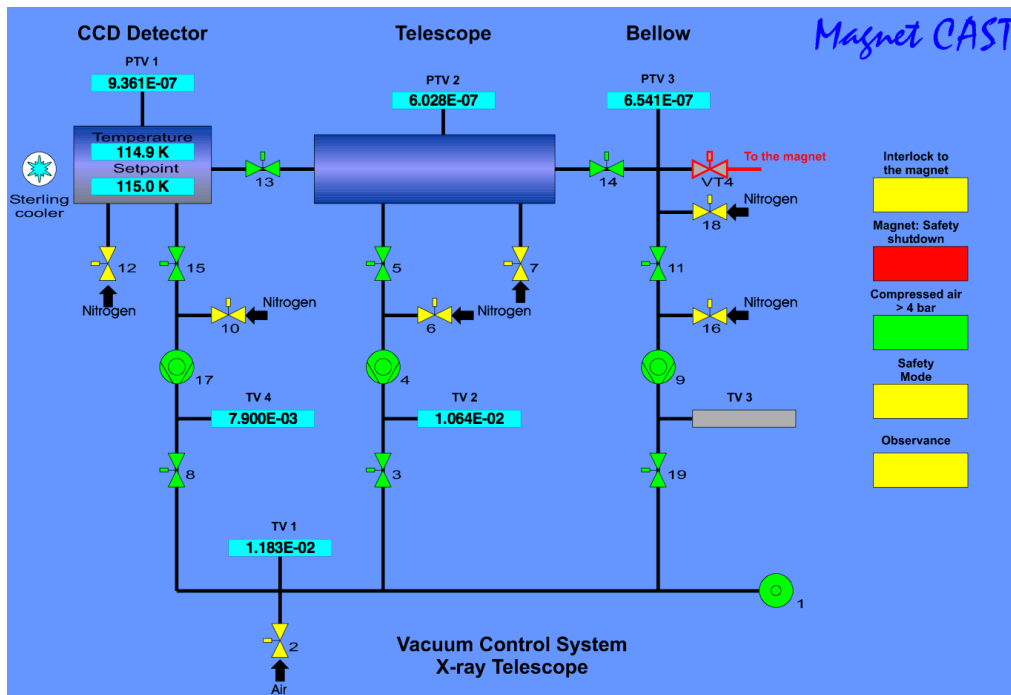 CCD Detector
Telescope
Bellow
Magnet CAST
PTV 1
9.361E-07
PTV 2
6.028E-07
PTV 3
6.541E-07
Temperature
114.9 K
Setpoint
115.0 K
Sterling
cooler
13
14
VT4
To the magnet
Interlock to
the magnet
Nitrogen
18
Magnet: Safety
shutdown
12
15
5
7
11
Nitrogen
Nitrogen
Nitrogen
Nitrogen
Nitrogen
10
6
16
Compressed air
> 4 bar
17
4
9
Safety
Mode
TV 4
7.900E-03
TV 2
1.064E-02
TV 3
Observance
8
3
19
TV 1
1.183E-02
1
2
Air
Vacuum Control System
X-ray Telescope